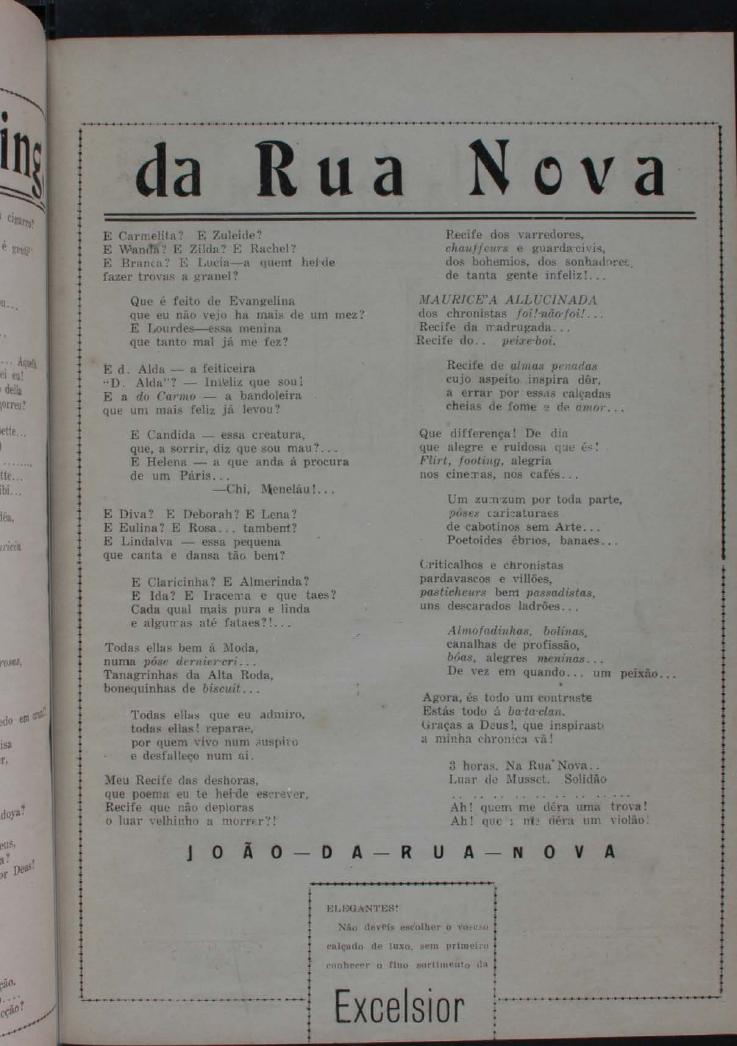 da Rua Nova
E Carmelita? E Zuleide?
E Wanda? E Zilda? E Rachel?
E Branca? E Lucia—a quem hei-de
fazer trovas a granel?
Que é feito de Evangelina
que eu não vejo ha mais de um mez?
E Lourdes—essa menina
que tanto mal já me fez?
E d. Alda — a feiticeira
"D. Alda"? — Infeliz que sou!
E a do Carmo — a bandoleira
que um mais feliz já levou?
E Candida — essa creatura,
que, a sorrir, diz que sou mau?...
E Helena — a que anda á procura
de um Páris...
—Chi, Meneláu!...
E Diva? E Deborah? E Lena?
E Eulina? E Rosa... tambem?
E Lindalva — essa pequena
que canta e dansa tão bem?
E Claricinha? E Almerinda?
E Ida? E Iracema e que taes?
Cada qual mais pura e linda
e algumas até fataes?!...
Todas ellas bem á Moda,
numa póse dernier-cri...
Tanagrinhas da Alta Roda,
bonequinhas de biscuit...
Todas ellas que eu admiro,
todas ellas! reparae,
por quem vivo num suspiro
e desfalleço num ai.
Meu Recife das deshoras,
que poema eu te hei-de escrever,
Recife que não deploras
o luar velhinho a morrer?!
Recife dos varredores,
chauffeurs e guarda-civis,
dos bohemios, dos sonhadores,
de tanta gente infeliz!...
MAURICE'A ALLUCINADA
dos chronistas foi!-não-foi!...
Recife da madrugada...
Recife do.. peixe-boi.
Recife de almas penadas
cujo aspeito inspira dôr,
a errar por essas calçadas
cheias de fome e de amor...
Que differença! De dia
que alegre e ruidosa que és!
Flirt, footing, alegria
nos cinemas, nos cafés...
Um zum-zum por toda parte,
póses caricaturaes
de cabotinos sem Arte...
Poetoides ébrios, banaes...
Criticalhos e chronistas
pardavascos e villões,
pasticheurs bem passadistas,
uns descarados ladrões...
Almofadinhas, bolinas,
canalhas de profissão,
bôas, alegres meninas...
De vez em quando... um peixão...
Agora, és todo um contraste
Estás todo á ba-ta-clan.
Graças a Deus!, que inspirast
a minha chronica vã!
3 horas. Na Rua Nova..
Luar de Musset. Solidão
.. .. .. .. .. .. .. .. .. .. ...
Ah! quem me déra uma trova!
Ah! que me déra um violão!
JOÃO—DA—RUA—NOVA
ELEGANTES!
Não deveis escolher o vosso
calçado de luxo, sem primeiro
conhecer o fino sortimento da
Excelsior